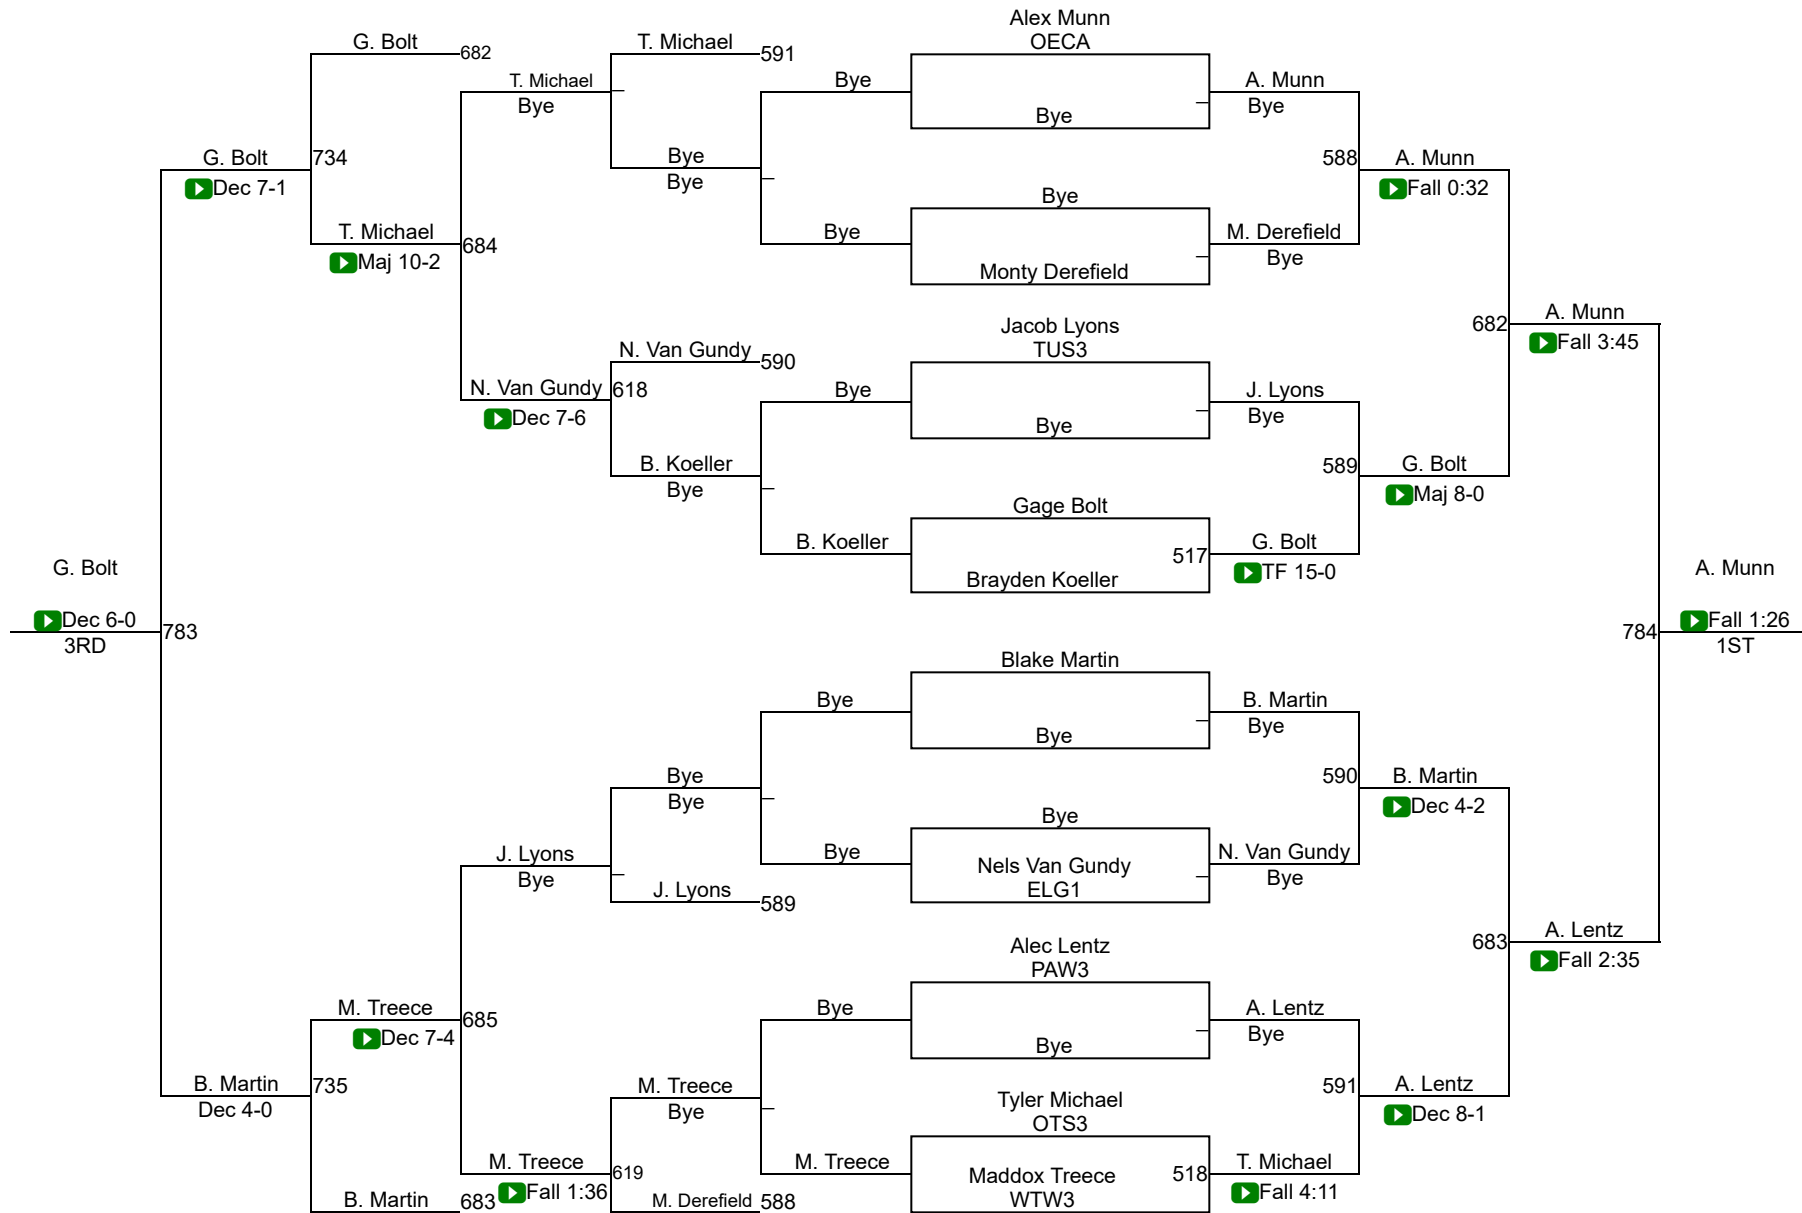 Alex Munn
OECA
G. Bolt
682
T. Michael
591
T. Michael
Bye
Bye
Bye
A. Munn
Bye
G. Bolt
734
Dec 7-1
Bye
Bye
588
A. Munn
Fall 0:32
Bye
T. Michael
684
Maj 10-2
Bye
Monty Derefield
M. Derefield
Bye
Jacob Lyons
TUS3
682
A. Munn
Fall 3:45
N. Van Gundy
590
N. Van Gundy
618
Dec 7-6
Bye
Bye
J. Lyons
Bye
B. Koeller
Bye
589
G. Bolt
Maj 8-0
Gage Bolt
B. Koeller
Brayden Koeller
517
G. Bolt
TF 15-0
G. Bolt
Dec 6-0
3RD
783
A. Munn
784
Fall 1:26
1ST
Blake Martin
Bye
Bye
B. Martin
Bye
Bye
Bye
590
B. Martin
Dec 4-2
Bye
J. Lyons
Bye
Bye
Nels Van Gundy
ELG1
N. Van Gundy
Bye
J. Lyons
589
Alec Lentz
PAW3
683
A. Lentz
Fall 2:35
M. Treece
685
Dec 7-4
Bye
Bye
A. Lentz
Bye
B. Martin
735
Dec 4-0
M. Treece
Bye
591
A. Lentz
Dec 8-1
Tyler Michael
OTS3
M. Treece
619
Fall 1:36
M. Treece
Maddox Treece
WTW3
518
T. Michael
Fall 4:11
B. Martin
683
M. Derefield
588